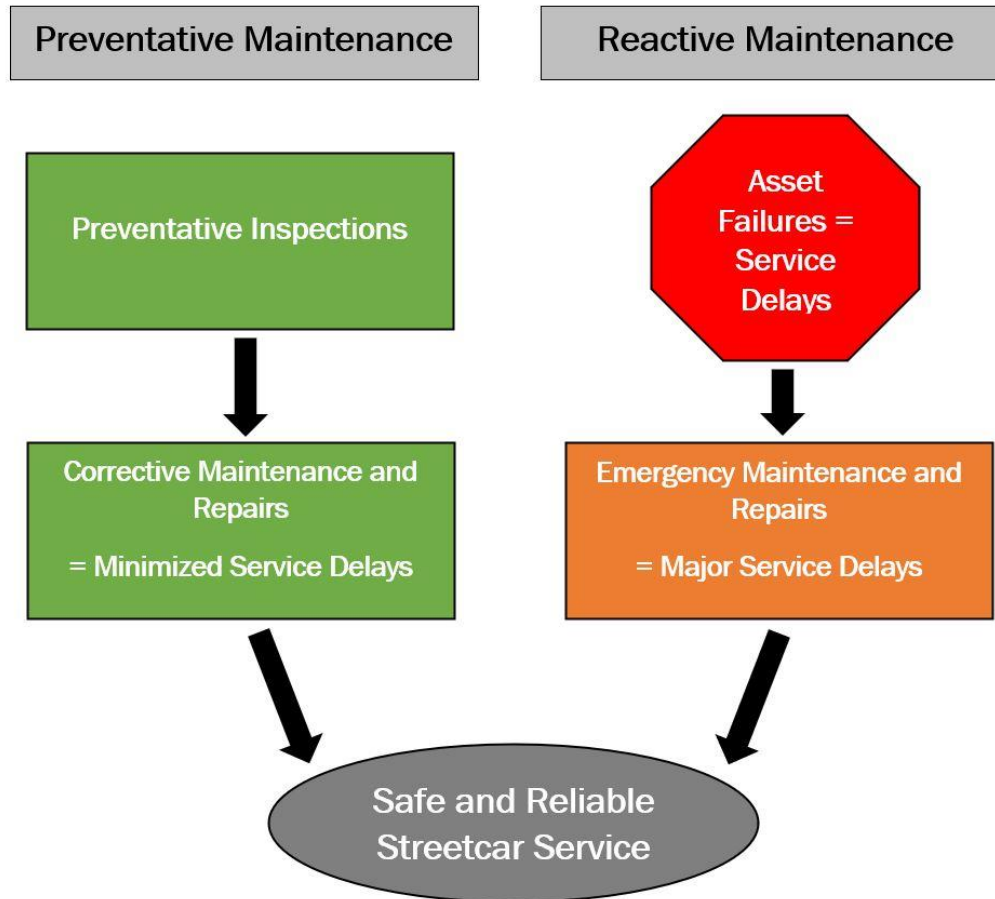 Preventative Maintenance
Reactive Maintenance
Preventative Inspections
Asset
Failures =
Service
Delays
Corrective Maintenance and
Repairs
= Minimized Service Delays
Emergency Maintenance and
Repairs
= Major Service Delays
Safe and Reliable
Streetcar Service